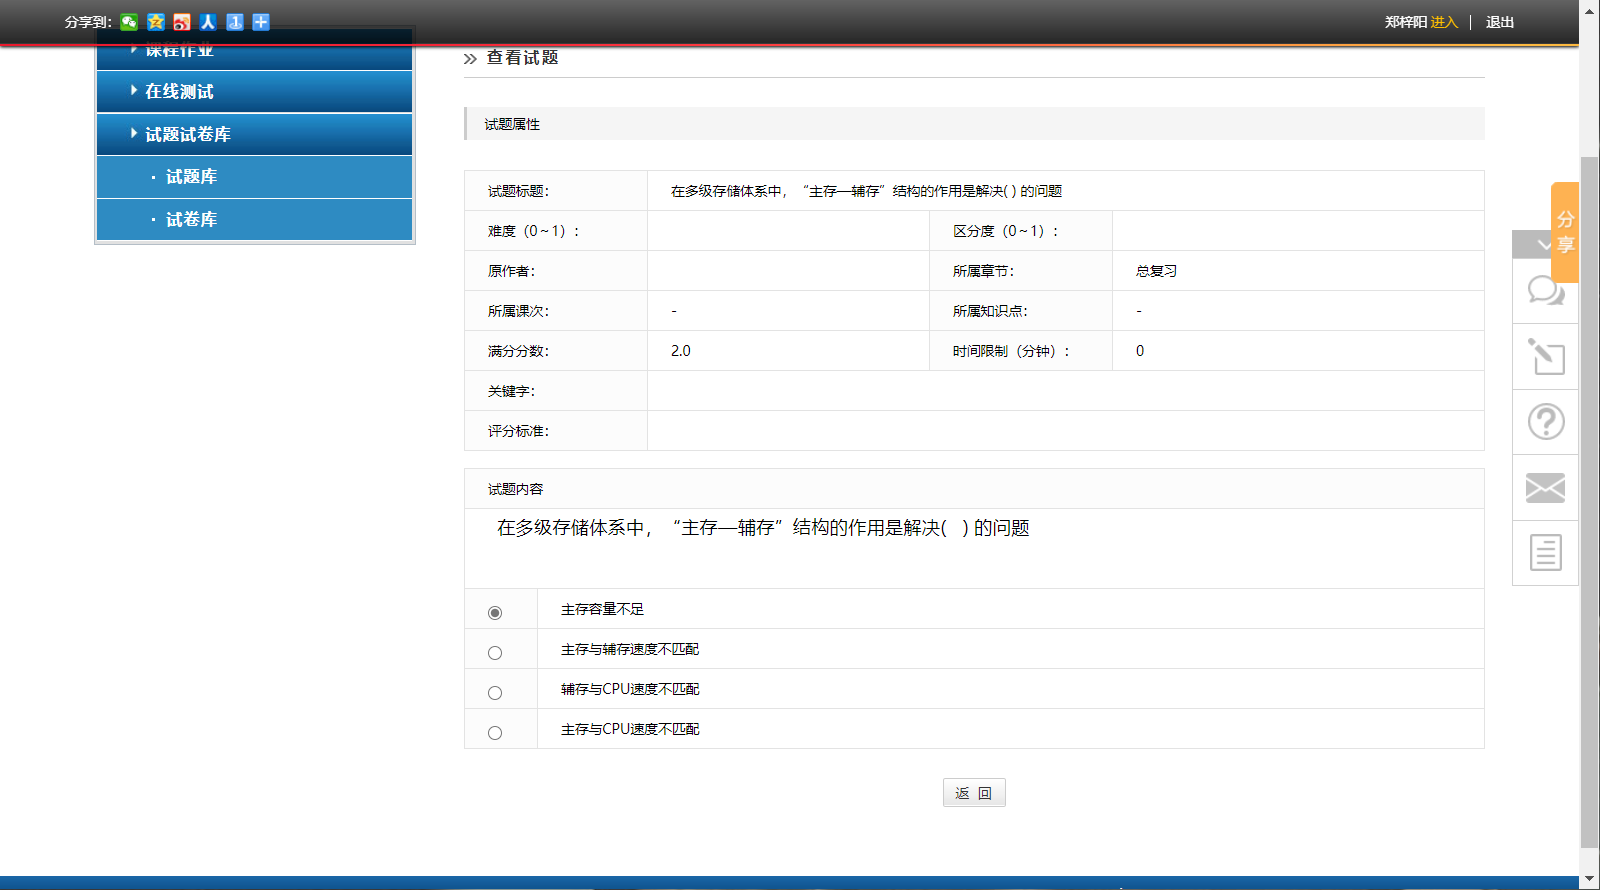 分享到：
郑梓阳 进入 | 退出
课程作业
在线测试
试题试卷库
· 试题库
· 试卷库
查看试题
试题属性
试题标题： 在多级存储体系中，“主存—辅存”结构的作用是解决( ) 的问题
难度（0～1）： 区分度（0～1）：
原作者： 所属章节： 总复习
所属课次： - 所属知识点： -
满分分数： 2.0 时间限制（分钟）： 0
关键字：
评分标准：
试题内容
在多级存储体系中，“主存—辅存”结构的作用是解决( ) 的问题
主存容量不足
主存与辅存速度不匹配
辅存与CPU速度不匹配
主存与CPU速度不匹配
返 回
分
享